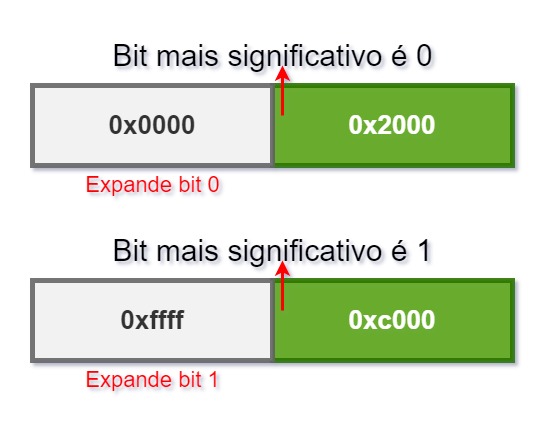 Bit mais significativo é 0
0x0000 0x2000
Expande bit 0
Bit mais significativo é 1
0xffff 0xc000
Expande bit 1